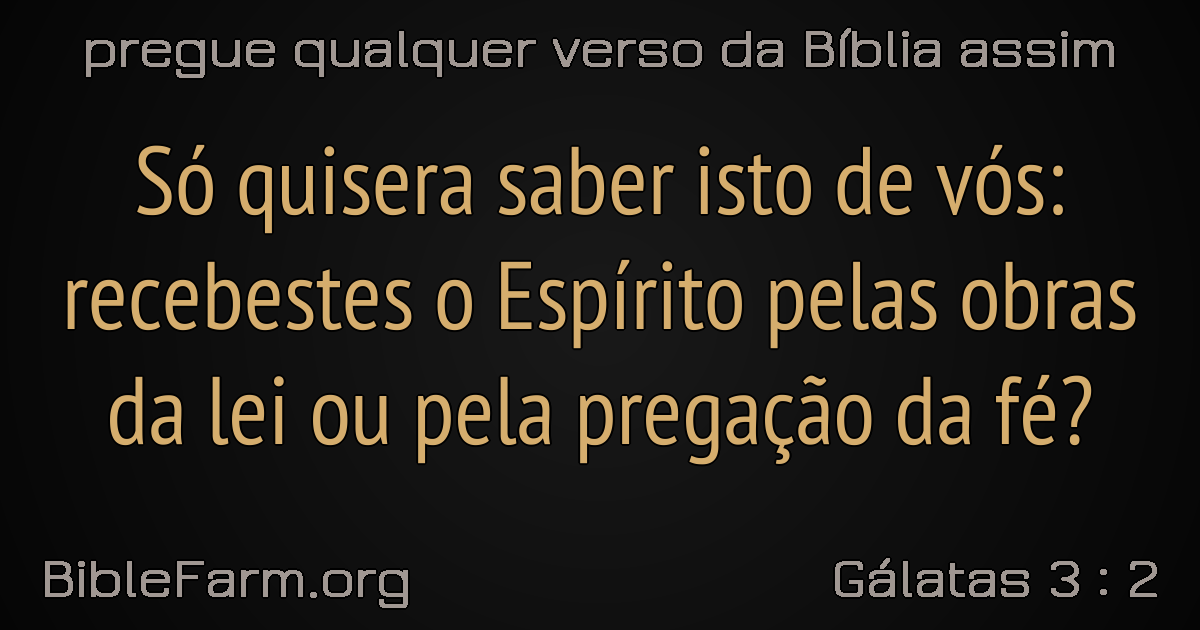 pregue qualquer verso da Bíblia assim
Só quisera saber isto de vós:
recebestes o Espírito pelas obras
da lei ou pela pregação da fé?
BibleFarm.org
Gálatas 3 : 2